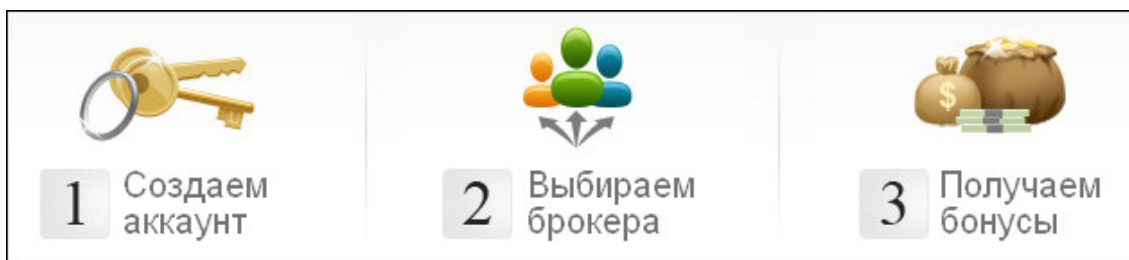 $
1
Создаем
аккаунт
2
Выбираем
брокера
3
Получаем
бонусы